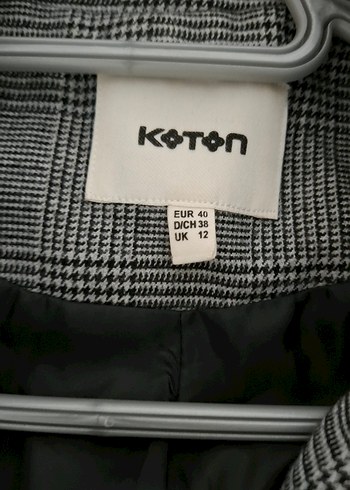 KOTON
EUR 40
D/CH 38
UK 12